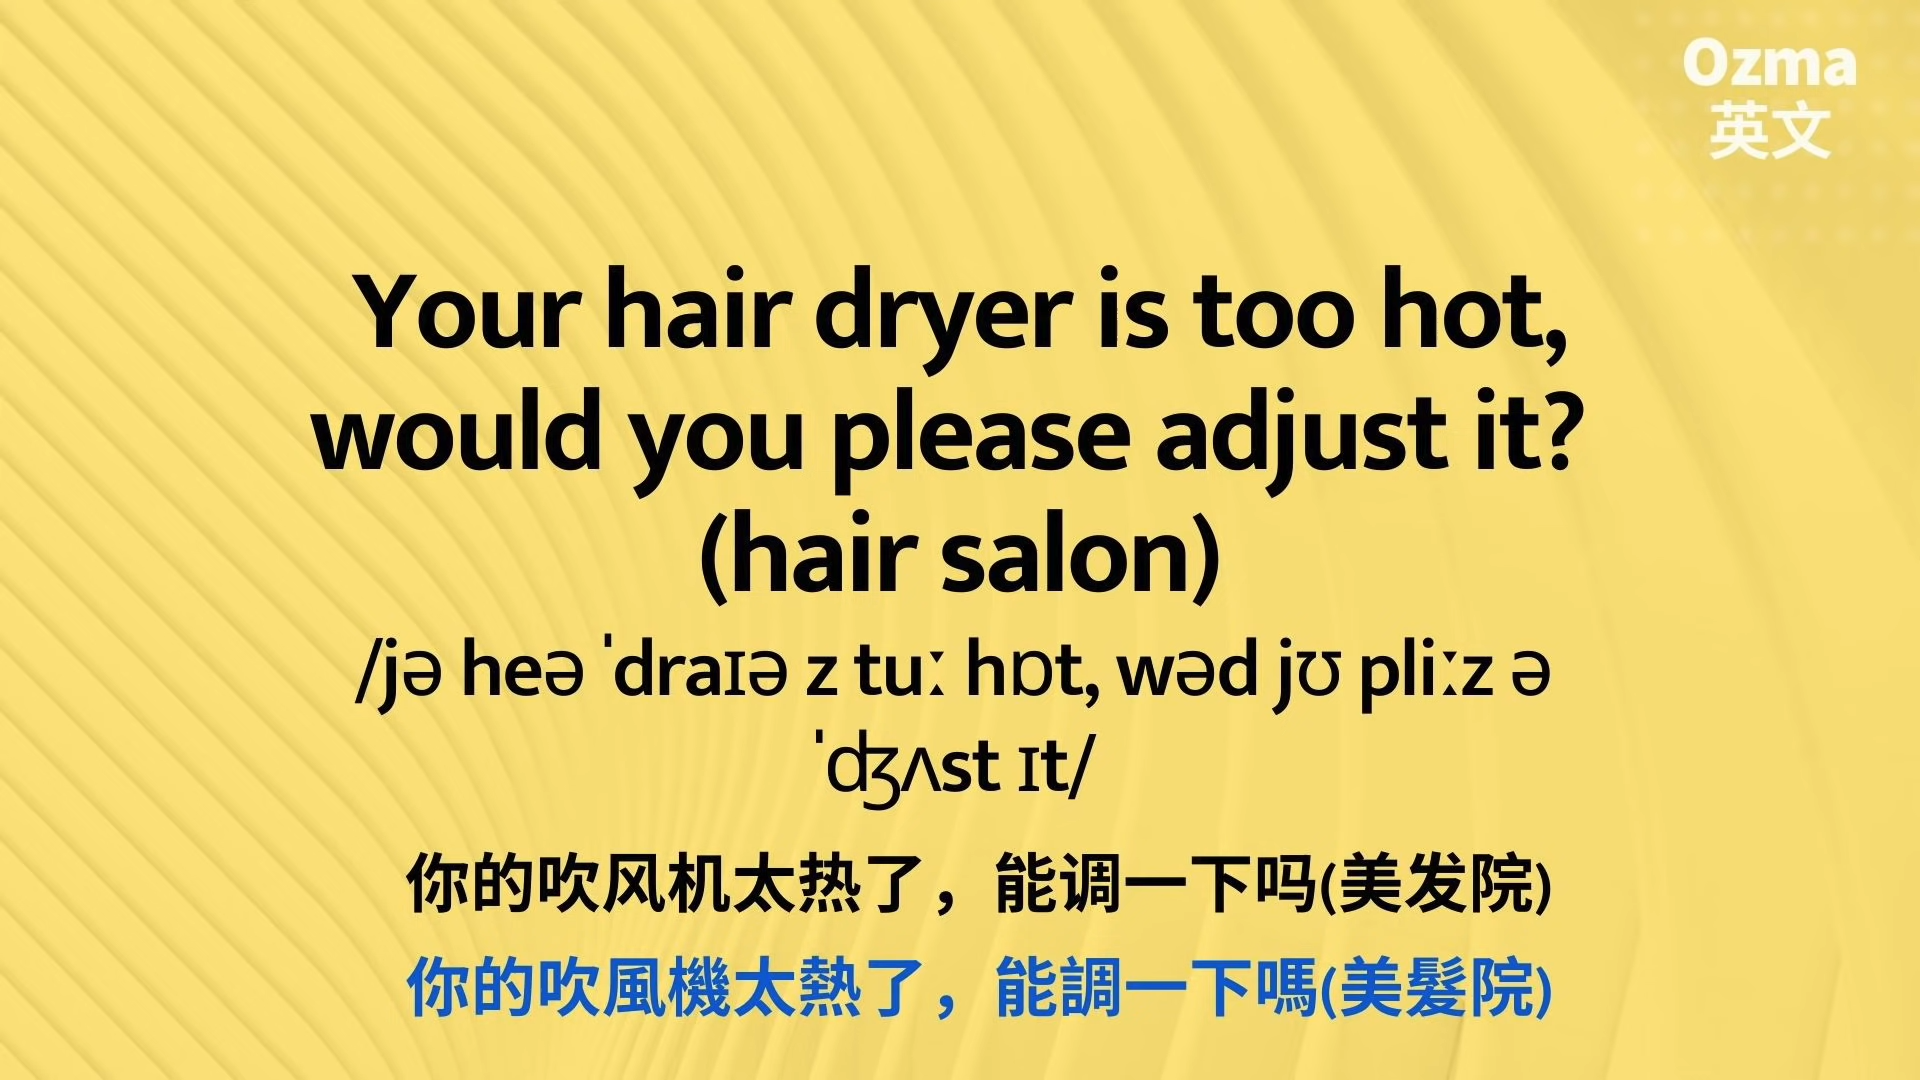 Ozma
英文
Your hair dryer is too hot,
would you please adjust it?
(hair salon)
/jə heə ˈdraɪə z tuː hɒt, wəd jʊ pliːz ə
ˈʤʌst ɪt/
你的吹风机太热了，能调一下吗(美发院)
你的吹風機太熱了，能調一下嗎(美髮院)